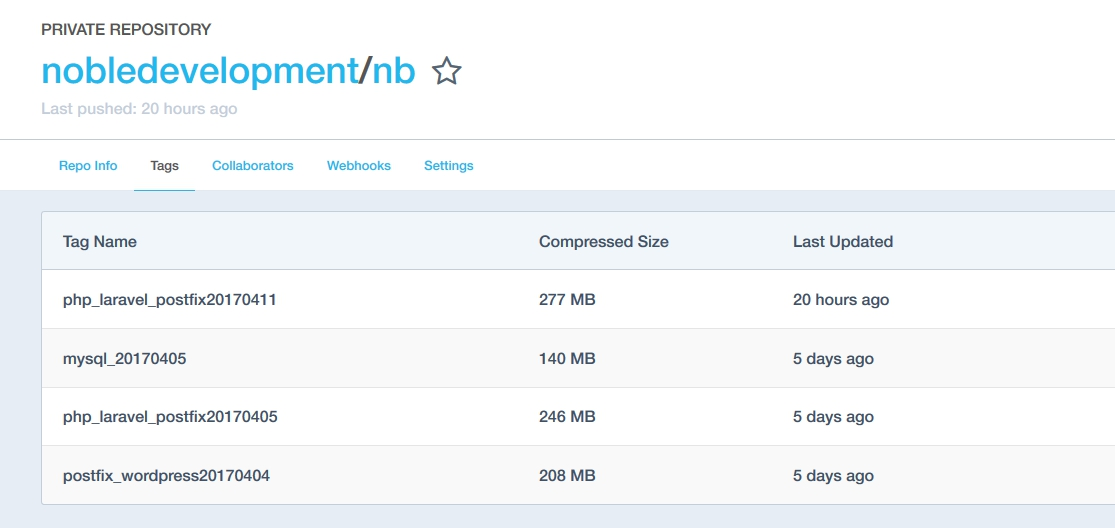 PRIVATE REPOSITORY
nobledevelopment/nb
Last pushed: 20 hours ago
Repo Info Tags Collaborators Webhooks Settings
Tag Name Compressed Size Last Updated
php_laravel_postfix20170411 277 MB 20 hours ago
mysql_20170405 140 MB 5 days ago
php_laravel_postfix20170405 246 MB 5 days ago
postfix_wordpress20170404 208 MB 5 days ago